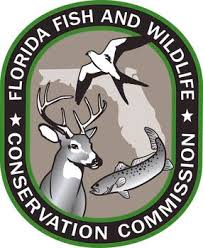 FLORIDA FISH AND WILDLIFE
CONSERVATION COMMISSION